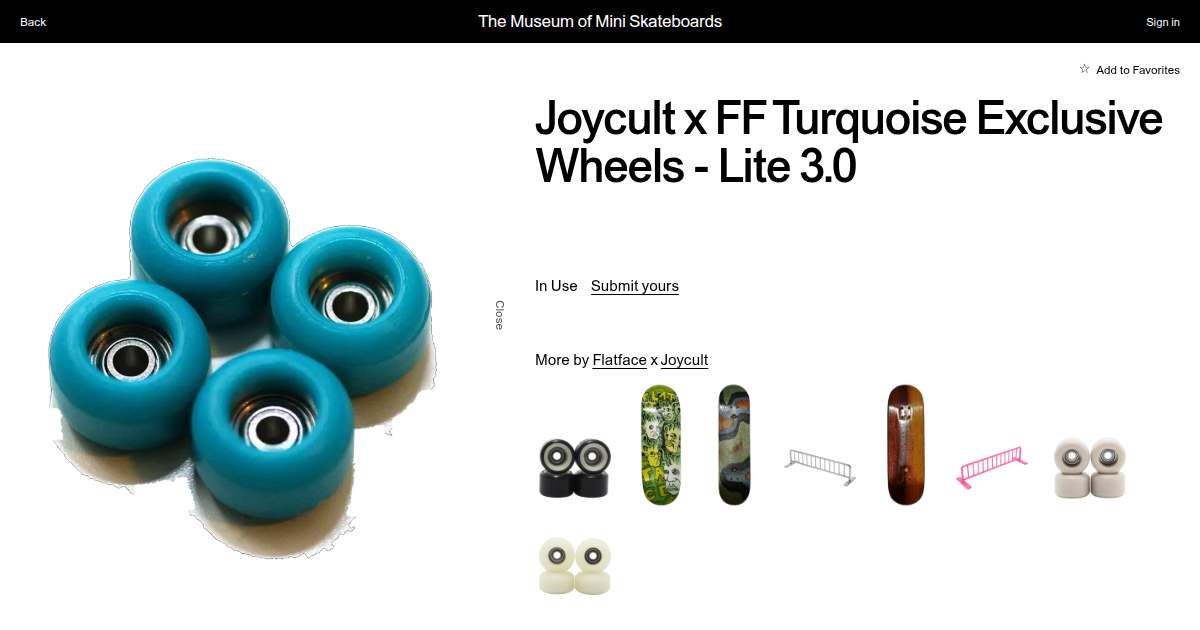 Back
The Museum of Mini Skateboards
Sign in
☆ Add to Favorites
Joycult x FF Turquoise Exclusive
Wheels - Lite 3.0
In Use Submit yours
Close
More by Flatface x Joycult